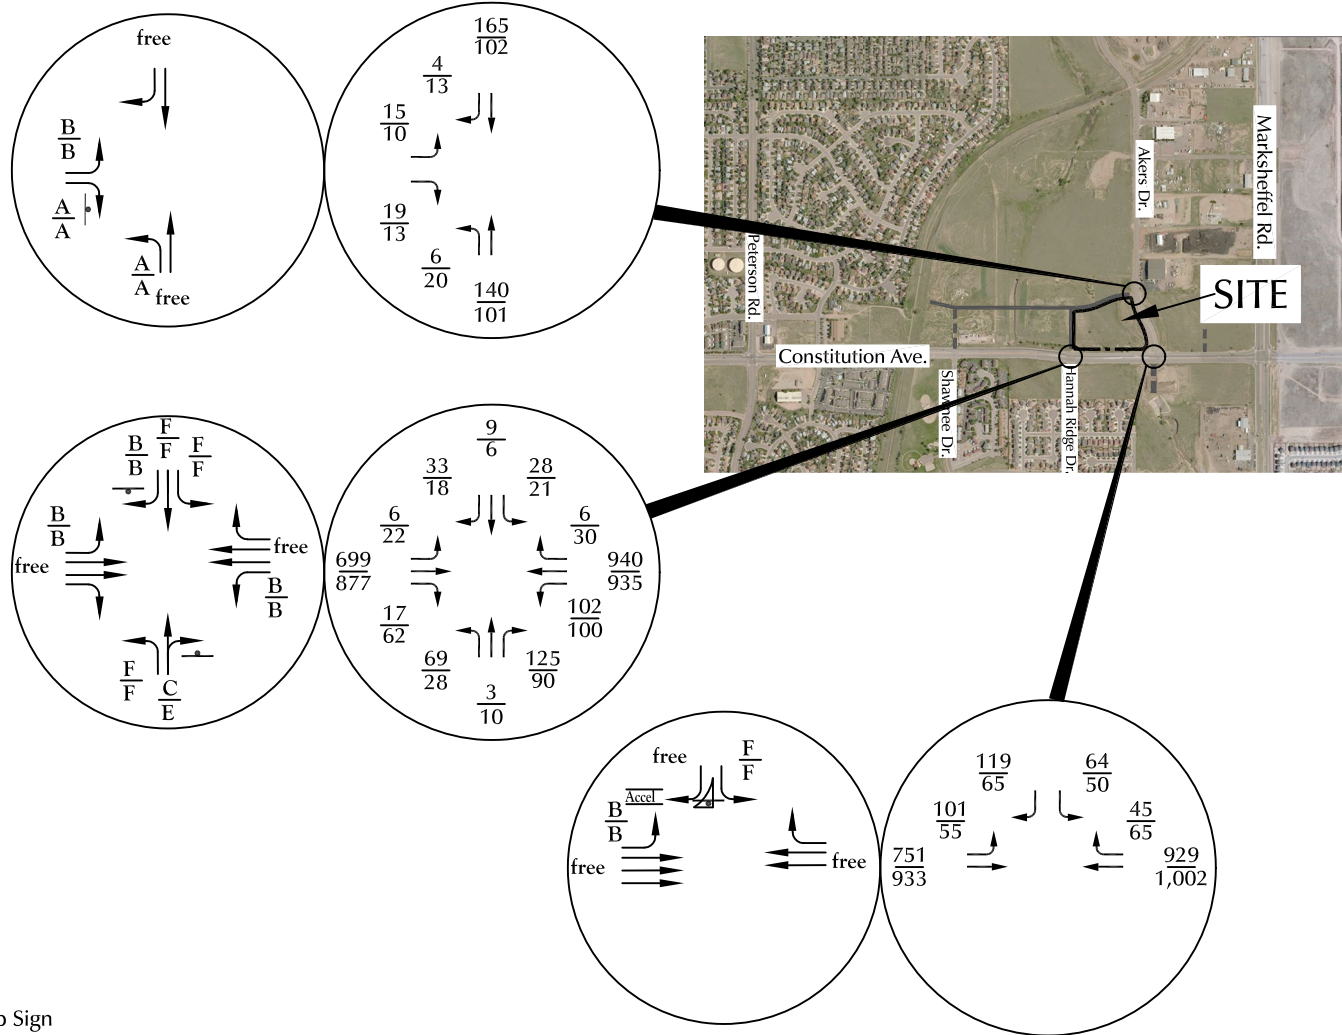 free
B
B
A
A
A
A
free
165
102
4
13
15
10
19
13
6
20
140
101
Marksheffel Rd.
Akers Dr.
Peterson Rd.
SITE
Constitution Ave.
Shawnee Dr.
Hannah Ridge Dr.
F
F
B
B
F
F
B
B
free
free
B
B
F
F
C
E
9
6
33
18
28
21
6
22
6
30
699
877
940
935
17
62
102
100
69
28
125
90
3
10
free
F
F
Accel
B
B
free
free
119
65
64
50
101
55
45
65
751
933
929
1,002
Sign